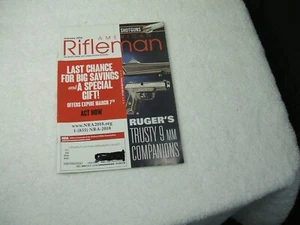 AMERICAN
Rifleman
SHOTGUNS
LAST CHANCE
FOR BIG SAVINGS
and A SPECIAL
GIFT!
OFFERS EXPIRE MARCH 7th
ACT NOW
www.NRA2018.org
1-(855) NRA-2018
RUGER'S
TRUSTY 9 MM
COMPANIONS